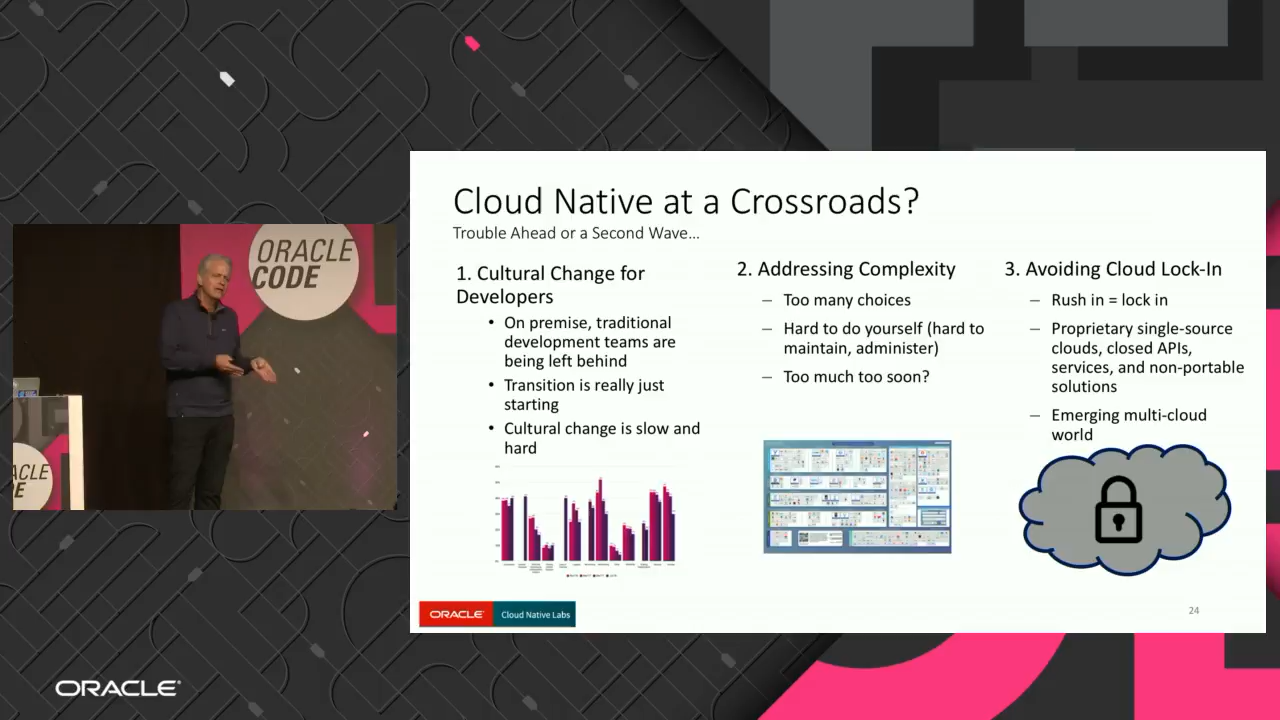 Cloud Native at a Crossroads?
Trouble Ahead or a Second Wave...
1. Cultural Change for
Developers
• On premise, traditional
development teams are
being left behind
• Transition is really just
starting
• Cultural change is slow and
hard
2. Addressing Complexity
– Too many choices
– Hard to do yourself (hard to
maintain, administer)
– Too much too soon?
3. Avoiding Cloud Lock-In
– Rush in = lock in
– Proprietary single-source
clouds, closed APIs,
services, and non-portable
solutions
– Emerging multi-cloud
world
ORACLE Cloud Native Labs
24
ORACLE
CODE
ACLE
E
ORACLE